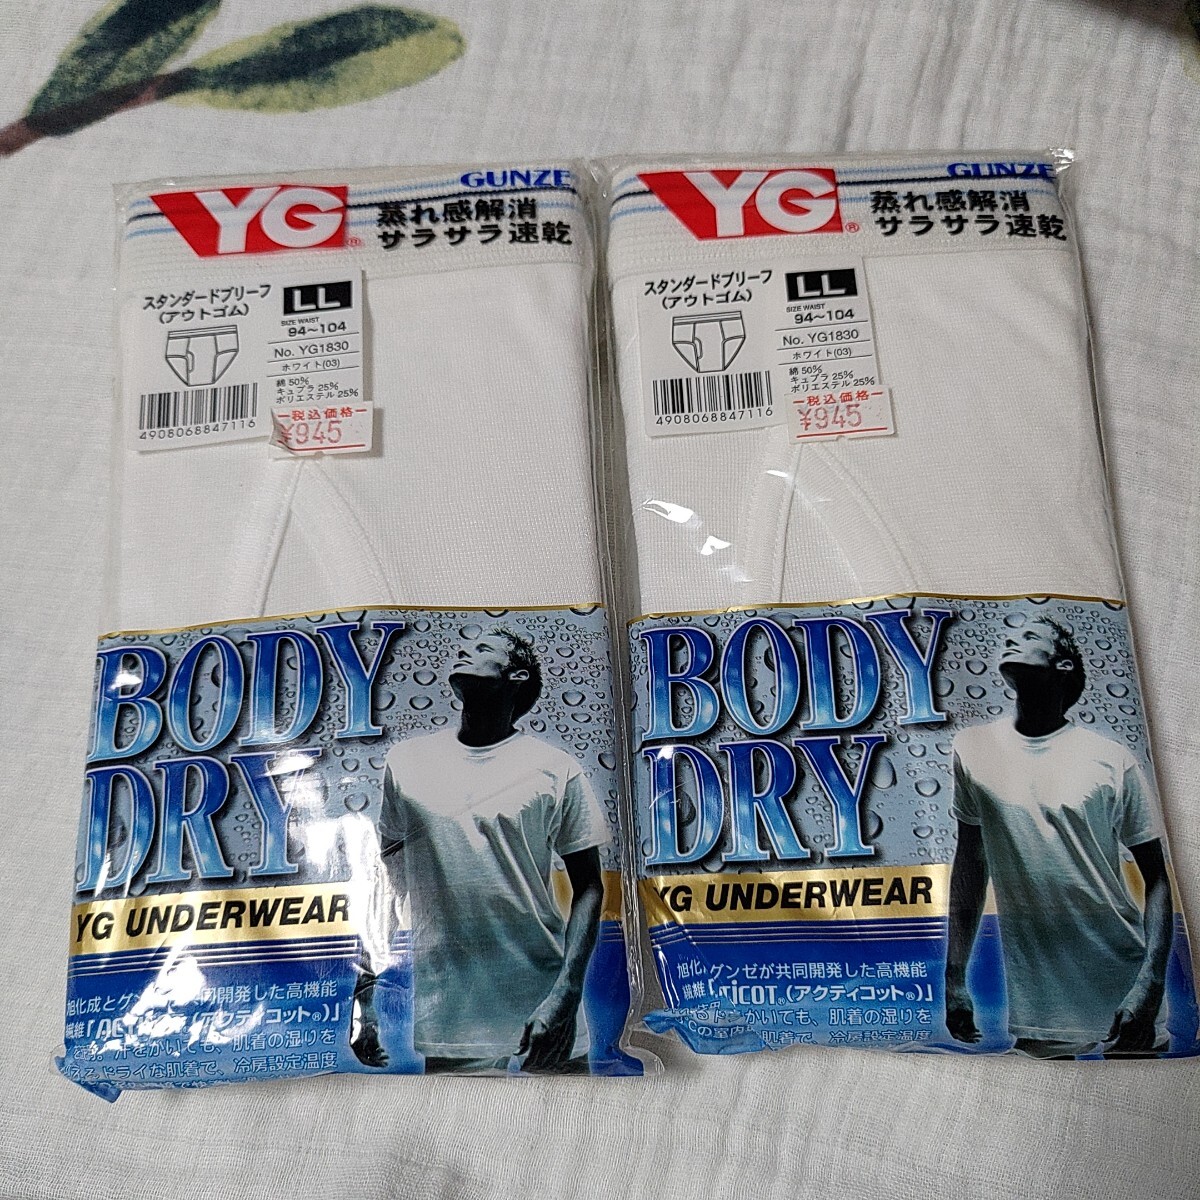 YG®
GUNZE
蒸れ感解消
サラサラ速乾
スタンダードブリーフ
(アウトゴム)
LL
SIZE WAIST
94~104
No. YG1830
ホワイト(03)
綿 50%
キュプラ 25%
ポリエステル 25%
4908068847116
税込価格
¥945
BODY
DRY
YG UNDERWEAR
旭化成とグンゼが共同開発した高機能
繊維「ACTICOT®(アクティコット®)」
汗をかいても、肌着の湿りを
ドライな肌着で、冷房設定温度
YG®
GUNZE
蒸れ感解消
サラサラ速乾
スタンダードブリーフ
(アウトゴム)
LL
SIZE WAIST
94~104
No. YG1830
ホワイト(03)
綿 50%
キュプラ 25%
ポリエステル 25%
4908068847116
税込価格
¥945
BODY
DRY
YG UNDERWEAR
旭化 グンゼが共同開発した高機能
繊維「 TICOT®(アクティコット®)」
かいても、肌着の湿りを
の室内 肌着で、冷房設定温度